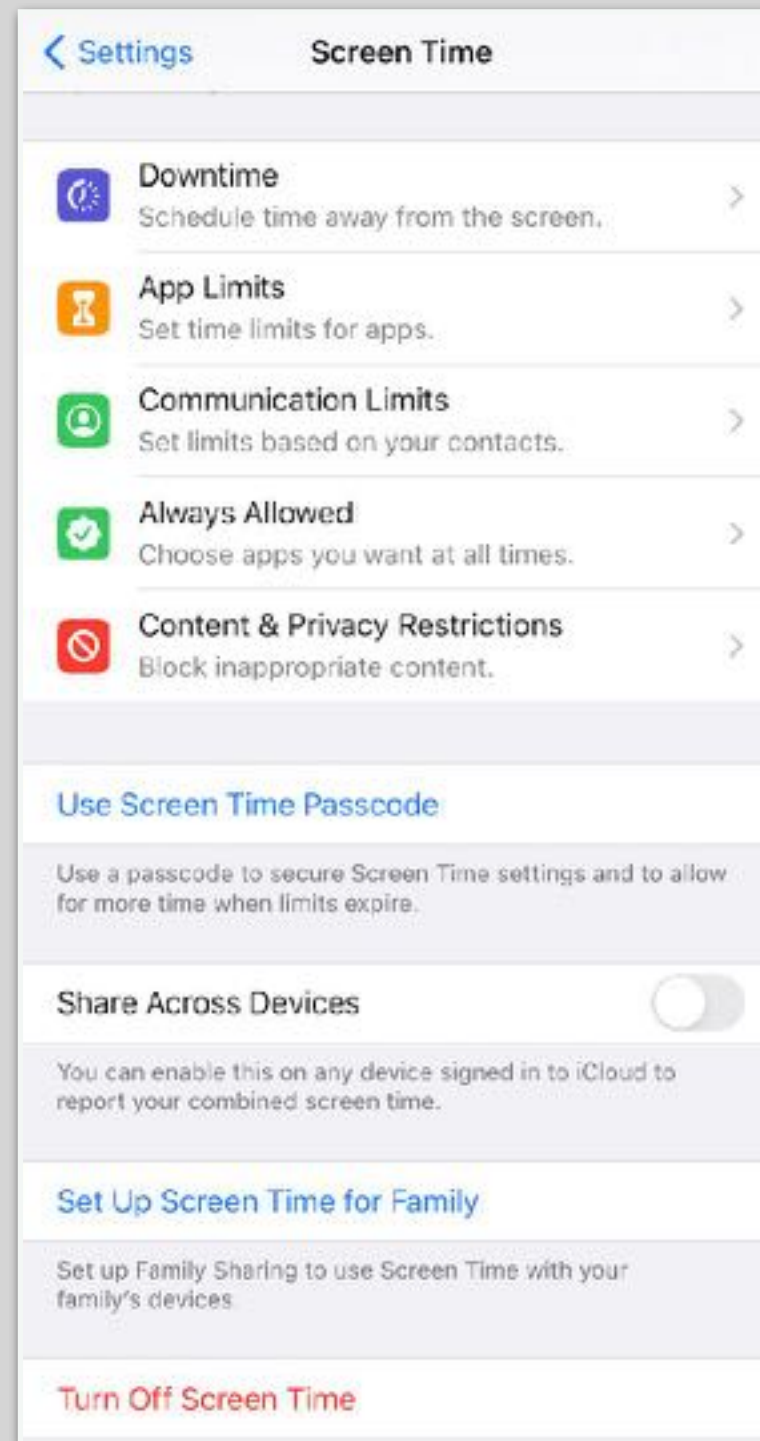 Settings
Screen Time
Downtime
Schedule time away from the screen.
App Limits
Set time limits for apps.
Communication Limits
Set limits based on your contacts.
Always Allowed
Choose apps you want at all times.
Content & Privacy Restrictions
Block inappropriate content.
Use Screen Time Passcode
Use a passcode to secure Screen Time settings and to allow
for more time when limits expire.
Share Across Devices
You can enable this on any device signed in to iCloud to
report your combined screen time.
Set Up Screen Time for Family
Set up Family Sharing to use Screen Time with your
family's devices.
Turn Off Screen Time